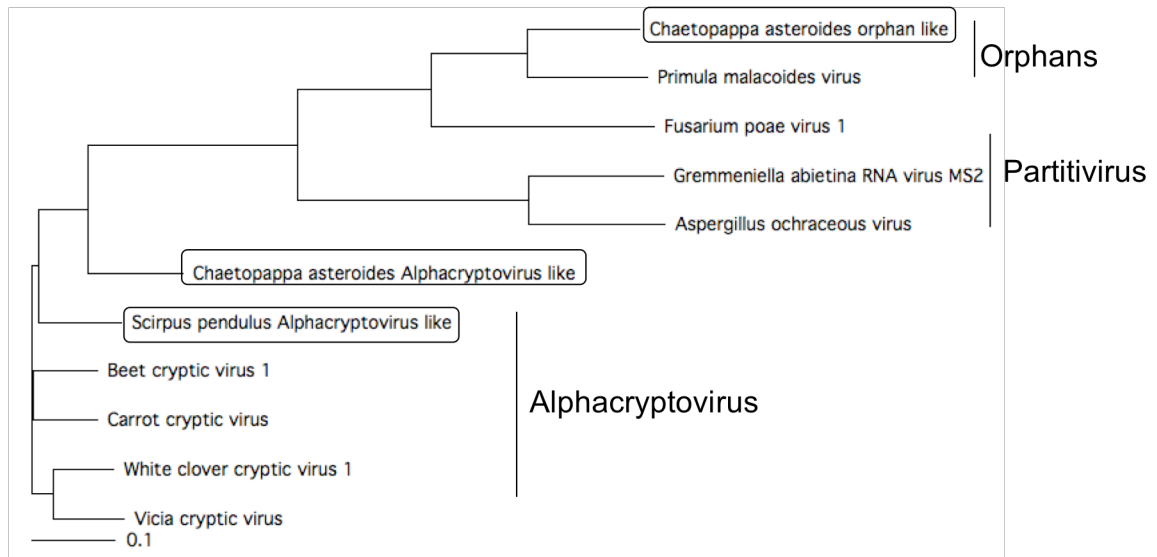 Chaetopappa asteroides orphan like
Orphans
Primula malacoides virus
Fusarium poae virus 1
Gremmeniella abietina RNA virus MS2
Partitivirus
Aspergillus ochraceous virus
Chaetopappa asteroides Alphacryptovirus like
Scirpus pendulus Alphacryptovirus like
Beet cryptic virus 1
Alphacryptovirus
Carrot cryptic virus
White clover cryptic virus 1
Vicia cryptic virus
0.1